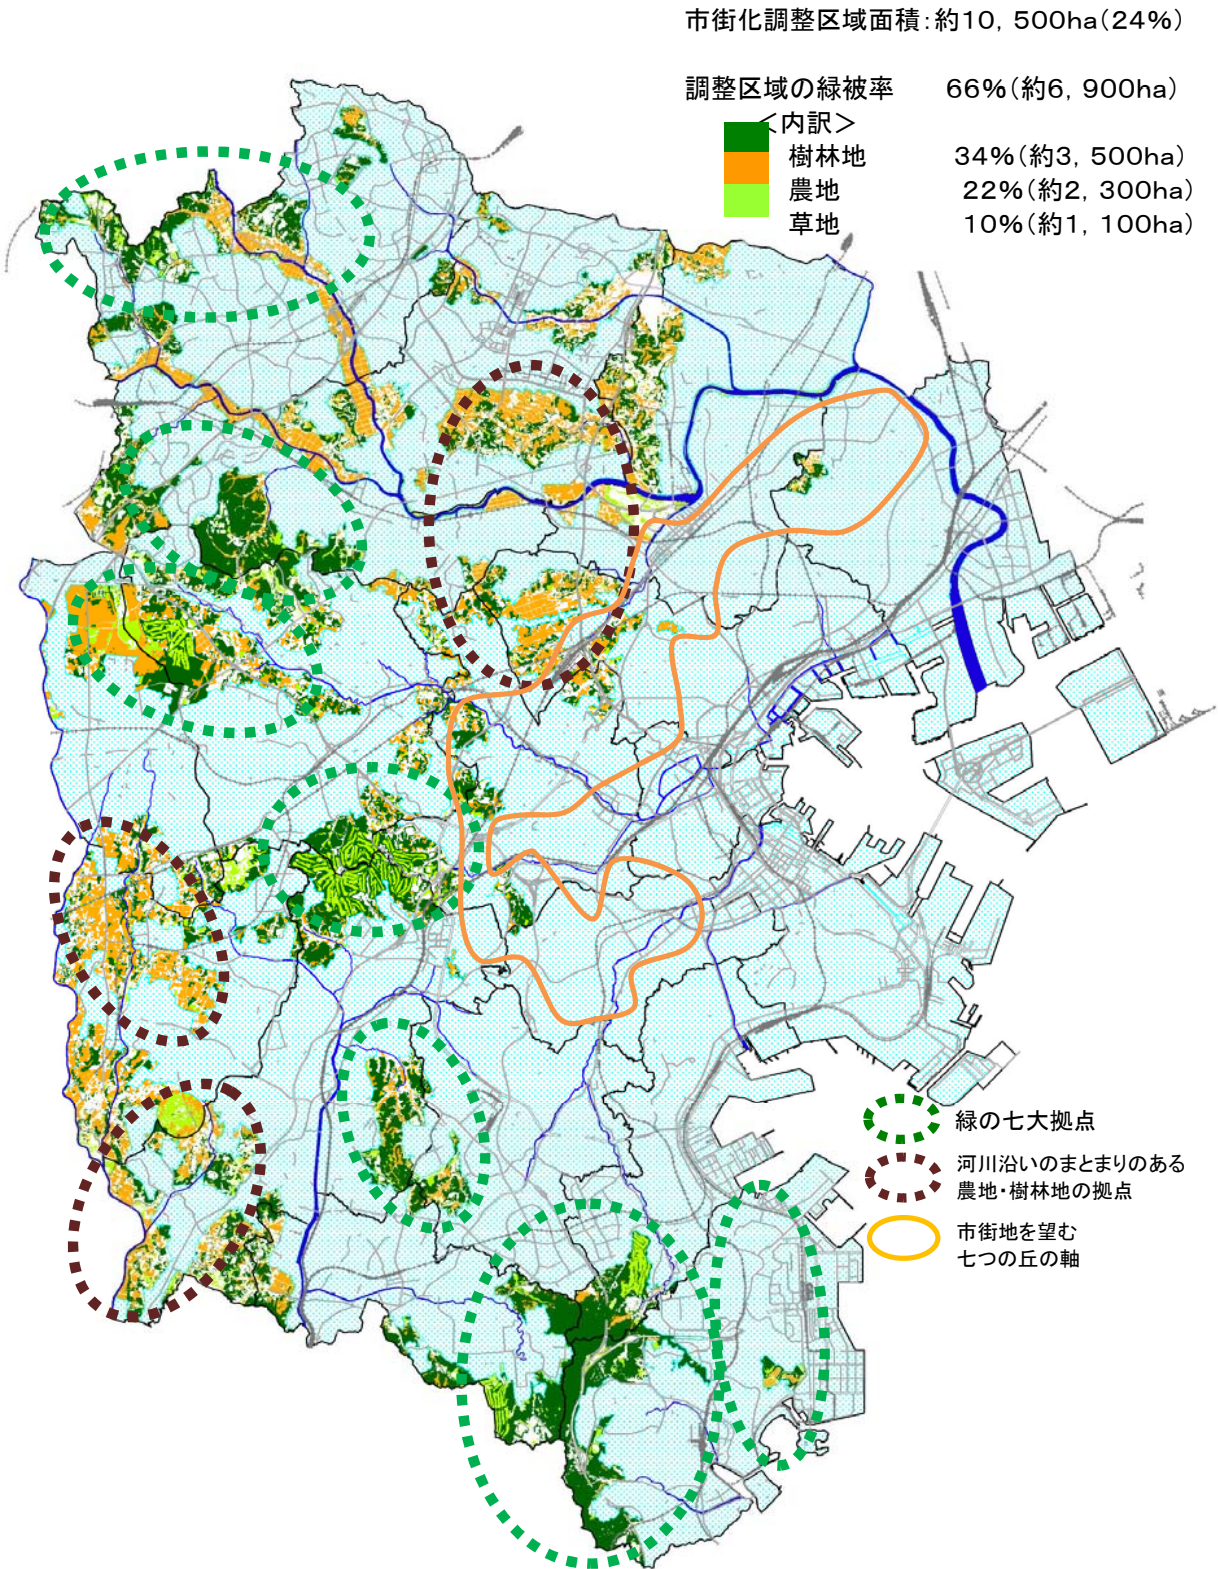 市街化調整区域面積:約10,500ha(24%)
調整区域の緑被率 66%(約6,900ha)
<内訳>
樹林地 34%(約3,500ha)
農地 22%(約2,300ha)
草地 10%(約1,100ha)
緑の七大拠点
河川沿いのまとまりのある
農地・樹林地の拠点
市街地を望む
七つの丘の軸